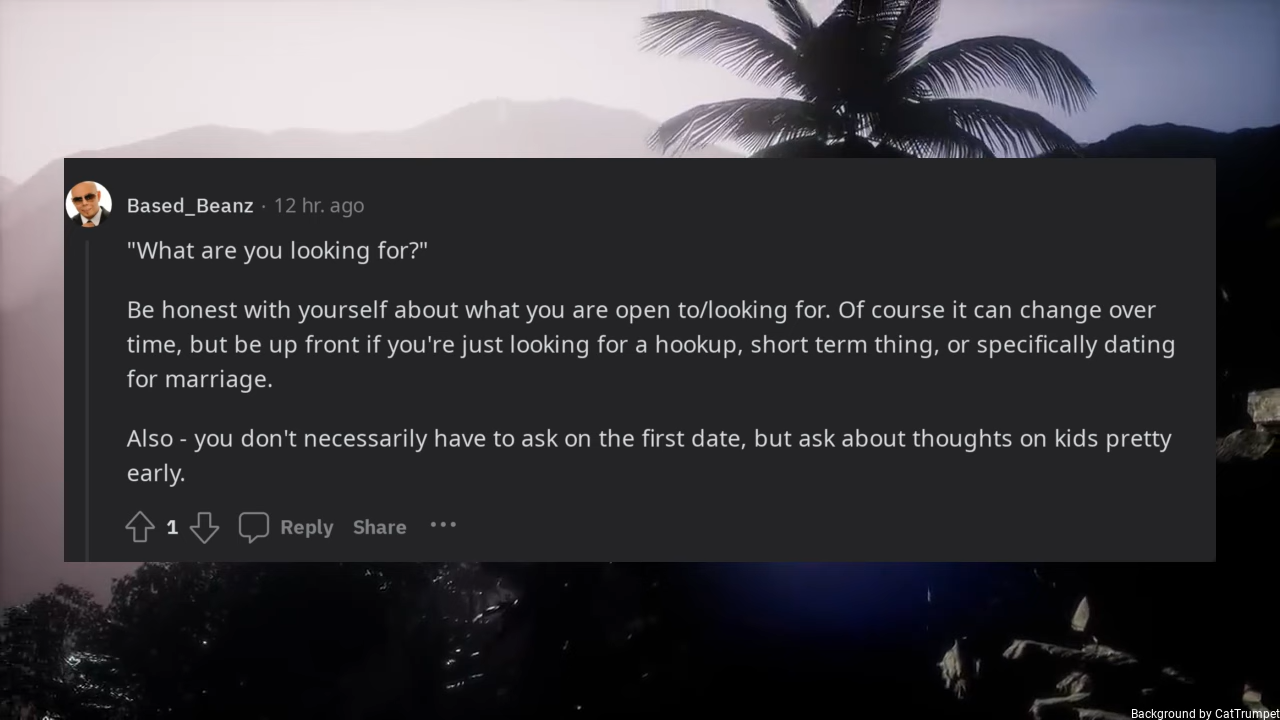 Based_Beanz · 12 hr. ago
"What are you looking for?"
Be honest with yourself about what you are open to/looking for. Of course it can change over
time, but be up front if you're just looking for a hookup, short term thing, or specifically dating
for marriage.
Also - you don't necessarily have to ask on the first date, but ask about thoughts on kids pretty
early.
1 Reply Share •••
Background by CatTrumpet